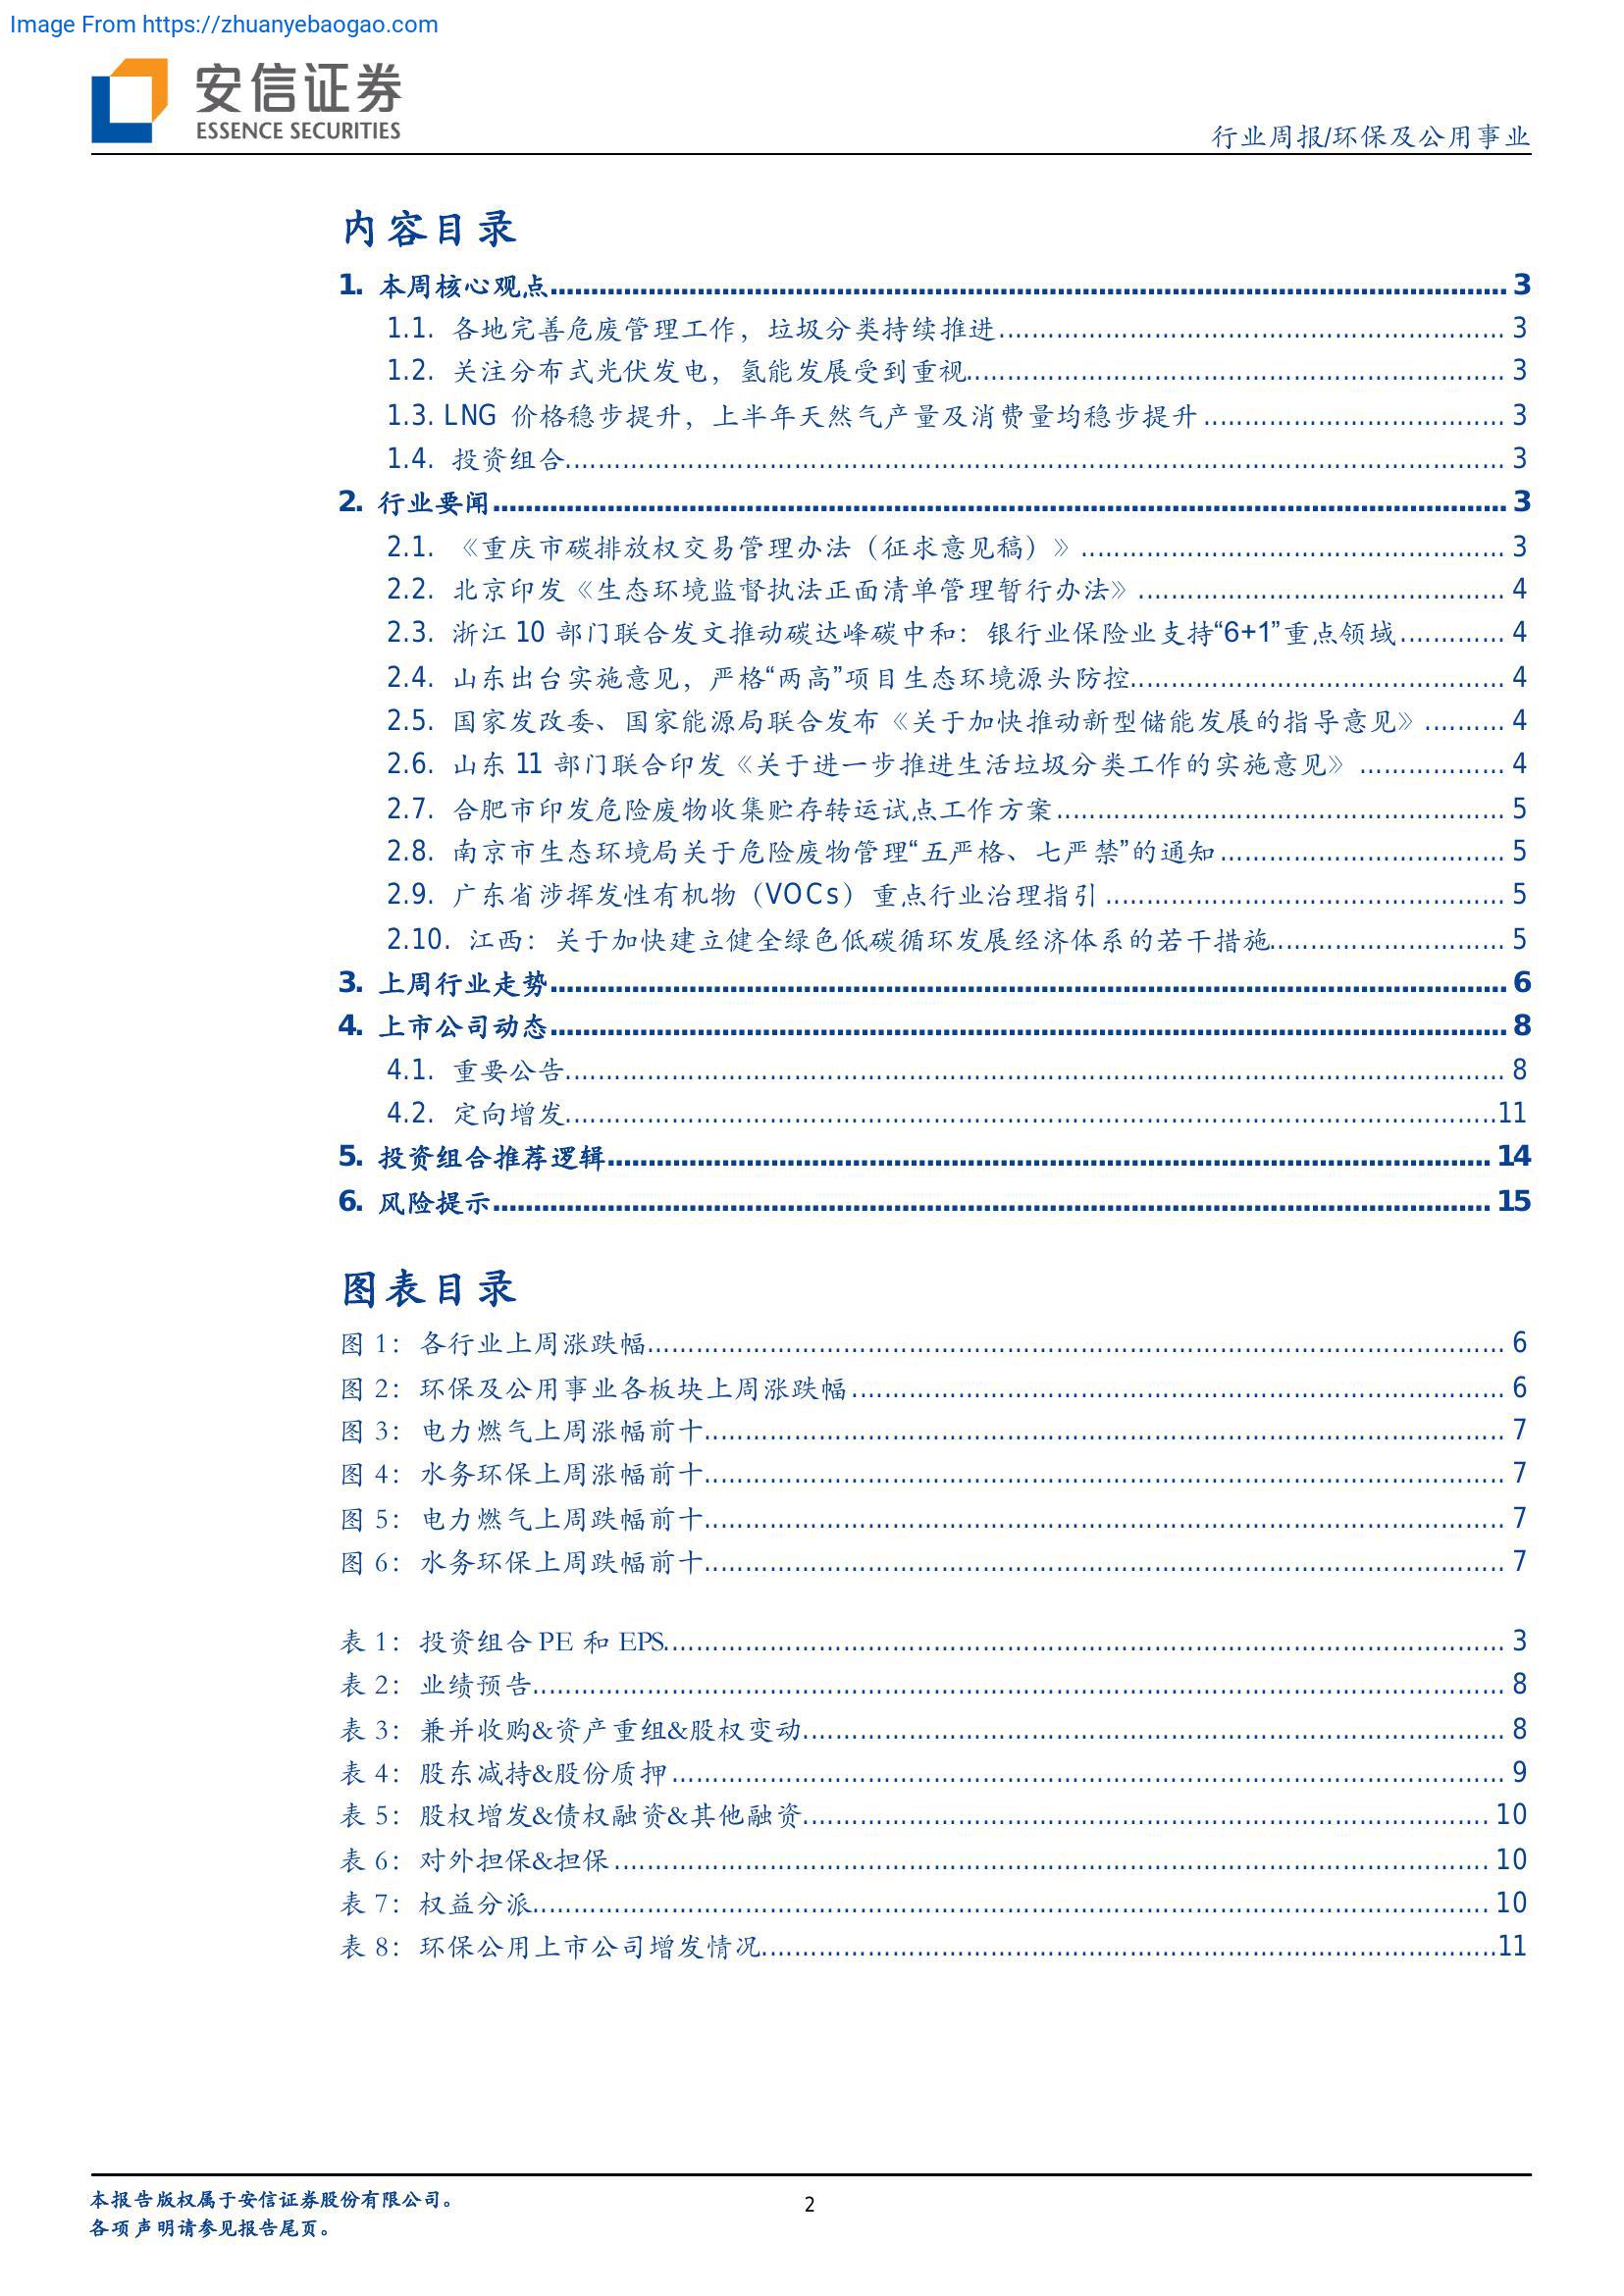 Image From https://zhuanyebaogao.com
安信证券
ESSENCE SECURITIES
行业周报/环保及公用事业
内容目录
1. 本周核心观点 3
1.1. 各地完善危废管理工作，垃圾分类持续推进 3
1.2. 关注分布式光伏发电，氢能发展受到重视 3
1.3. LNG 价格稳步提升，上半年天然气产量及消费量均稳步提升 3
1.4. 投资组合 3
2. 行业要闻 3
2.1. 《重庆市碳排放权交易管理办法（征求意见稿）》 3
2.2. 北京印发《生态环境监督执法正面清单管理暂行办法》 4
2.3. 浙江 10 部门联合发文推动碳达峰碳中和：银行业保险业支持“6+1”重点领域 4
2.4. 山东出台实施意见，严格“两高”项目生态环境源头防控 4
2.5. 国家发改委、国家能源局联合发布《关于加快推动新型储能发展的指导意见》 4
2.6. 山东 11 部门联合印发《关于进一步推进生活垃圾分类工作的实施意见》 4
2.7. 合肥市印发危险废物收集贮存转运试点工作方案 5
2.8. 南京市生态环境局关于危险废物管理“五严格、七严禁”的通知 5
2.9. 广东省涉挥发性有机物（VOCs）重点行业治理指引 5
2.10. 江西：关于加快建立健全绿色低碳循环发展经济体系的若干措施 5
3. 上周行业走势 6
4. 上市公司动态 8
4.1. 重要公告 8
4.2. 定向增发 11
5. 投资组合推荐逻辑 14
6. 风险提示 15
图表目录
图 1：各行业上周涨跌幅 6
图 2：环保及公用事业各板块上周涨跌幅 6
图 3：电力燃气上周涨幅前十 7
图 4：水务环保上周涨幅前十 7
图 5：电力燃气上周跌幅前十 7
图 6：水务环保上周跌幅前十 7
表 1：投资组合 PE 和 EPS 3
表 2：业绩预告 8
表 3：兼并收购&资产重组&股权变动 8
表 4：股东减持&股份质押 9
表 5：股权增发&债权融资&其他融资 10
表 6：对外担保&担保 10
表 7：权益分派 10
表 8：环保公用上市公司增发情况 11
本报告版权属于安信证券股份有限公司。
各项声明请参见报告尾页。
2